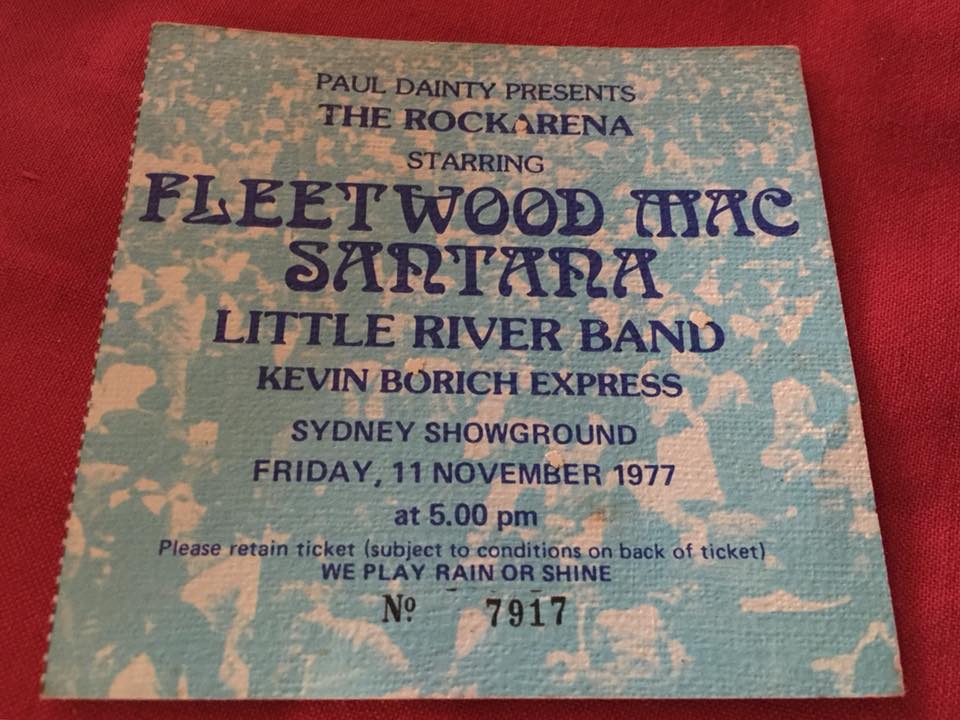 PAUL DAINTY PRESENTS
THE ROCKARENA
STARRING
FLEETWOOD MAC
SANTANA
LITTLE RIVER BAND
KEVIN BORICH EXPRESS
SYDNEY SHOWGROUND
FRIDAY, 11 NOVEMBER 1977
at 5.00 pm
Please retain ticket (subject to conditions on back of ticket)
WE PLAY RAIN OR SHINE
Nº 7917